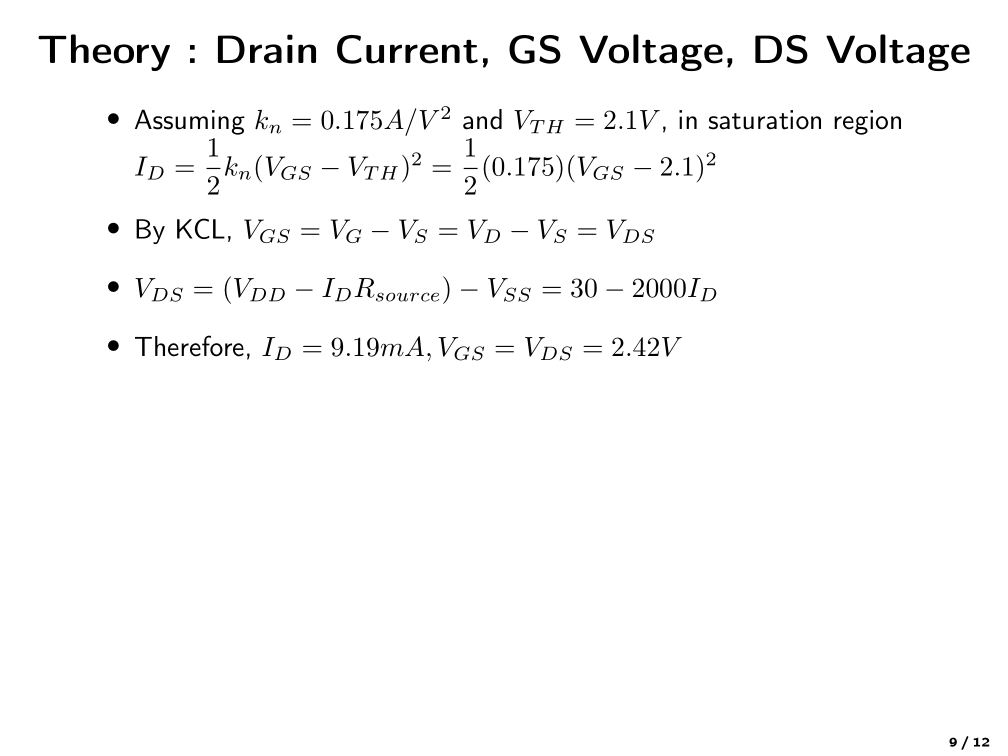 Theory : Drain Current, GS Voltage, DS Voltage
• Assuming $k_n = 0.175A/V^2$ and $V_{TH} = 2.1V$, in saturation region
$I_D = \frac{1}{2}k_n(V_{GS} - V_{TH})^2 = \frac{1}{2}(0.175)(V_{GS} - 2.1)^2$
• By KCL, $V_{GS} = V_G - V_S = V_D - V_S = V_{DS}$
• $V_{DS} = (V_{DD} - I_D R_{source}) - V_{SS} = 30 - 2000I_D$
• Therefore, $I_D = 9.19mA, V_{GS} = V_{DS} = 2.42V$
9 / 12